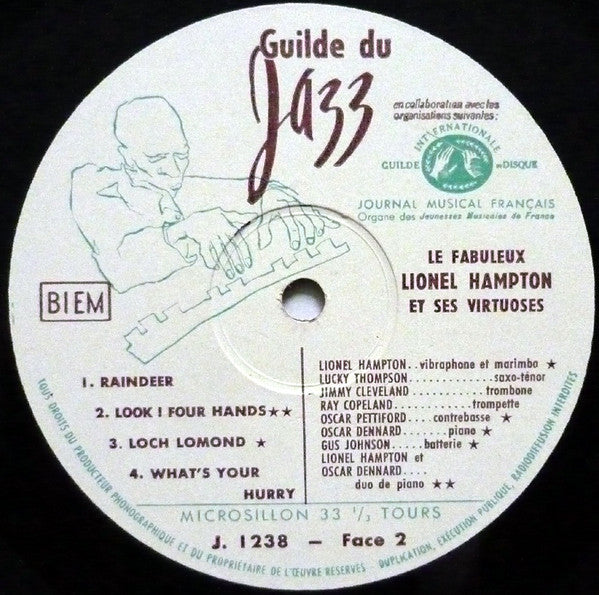 Guilde du
Jazz
en collaboration avec les
organisations suivantes :
INTERNATIONALE
GUILDE DU DISQUE
JOURNAL MUSICAL FRANÇAIS
Organe des Jeunesses Musicales de France
LE FABULEUX
LIONEL HAMPTON
ET SES VIRTUOSES
BIEM
1. RAINDEER
2. LOOK ! FOUR HANDS ★★
3. LOCH LOMOND ★
4. WHAT'S YOUR
HURRY
LIONEL HAMPTON..vibraphone et marimba ★
LUCKY THOMPSON............saxo-ténor
JIMMY CLEVELAND...........trombone
RAY COPELAND..........trompette
OSCAR PETTIFORD....contrebasse ★
OSCAR DENNARD.......piano ★
GUS JOHNSON.....batterie ★
LIONEL HAMPTON et
OSCAR DENNARD....
duo de piano ★★
MICROSILLON 33 1/3 TOURS
J. 1238 — Face 2
TOUS DROITS DU PRODUCTEUR PHONOGRAPHIQUE ET DU PROPRIÉTAIRE DE L'ŒUVRE RESERVÉS - DUPLICATION, EXÉCUTION PUBLIQUE, RADIODIFFUSION INTERDITES